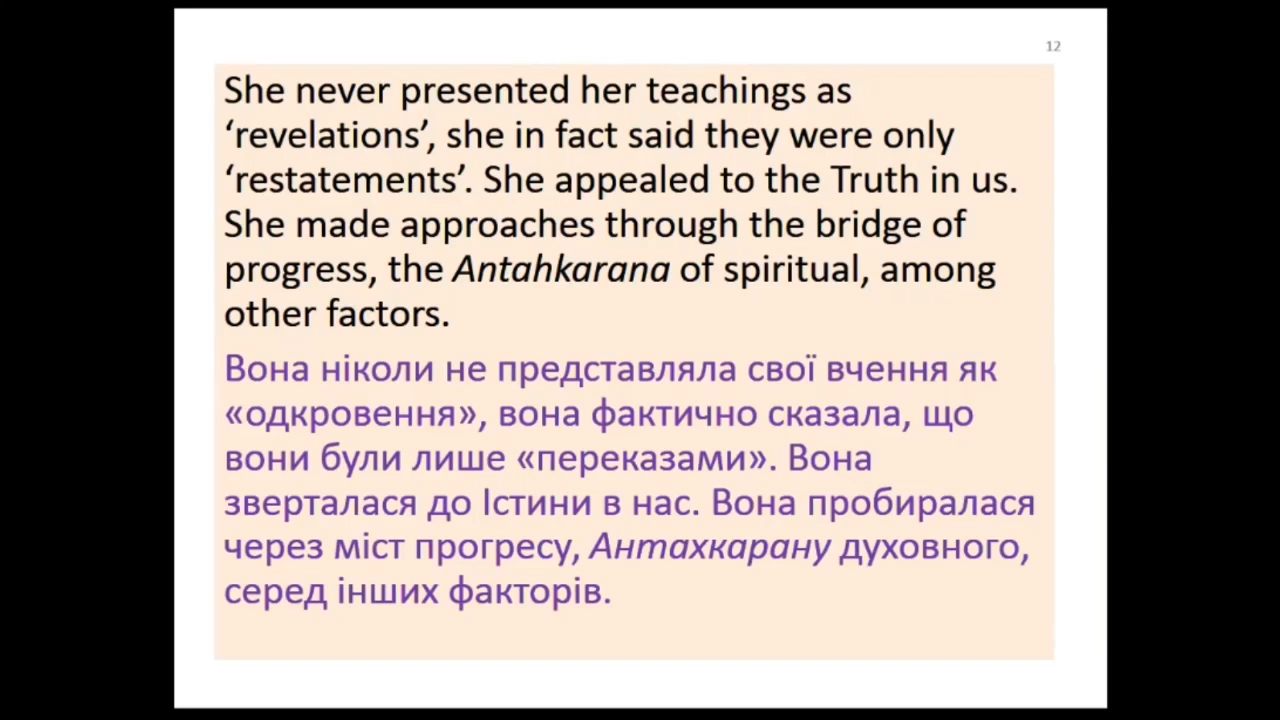 12
She never presented her teachings as
‘revelations’, she in fact said they were only
‘restatements’. She appealed to the Truth in us.
She made approaches through the bridge of
progress, the Antahkarana of spiritual, among
other factors.
Вона ніколи не представляла свої вчення як
«одкровення», вона фактично сказала, що
вони були лише «переказами». Вона
зверталася до Істини в нас. Вона пробиралася
через міст прогресу, Антахкарану духовного,
серед інших факторів.